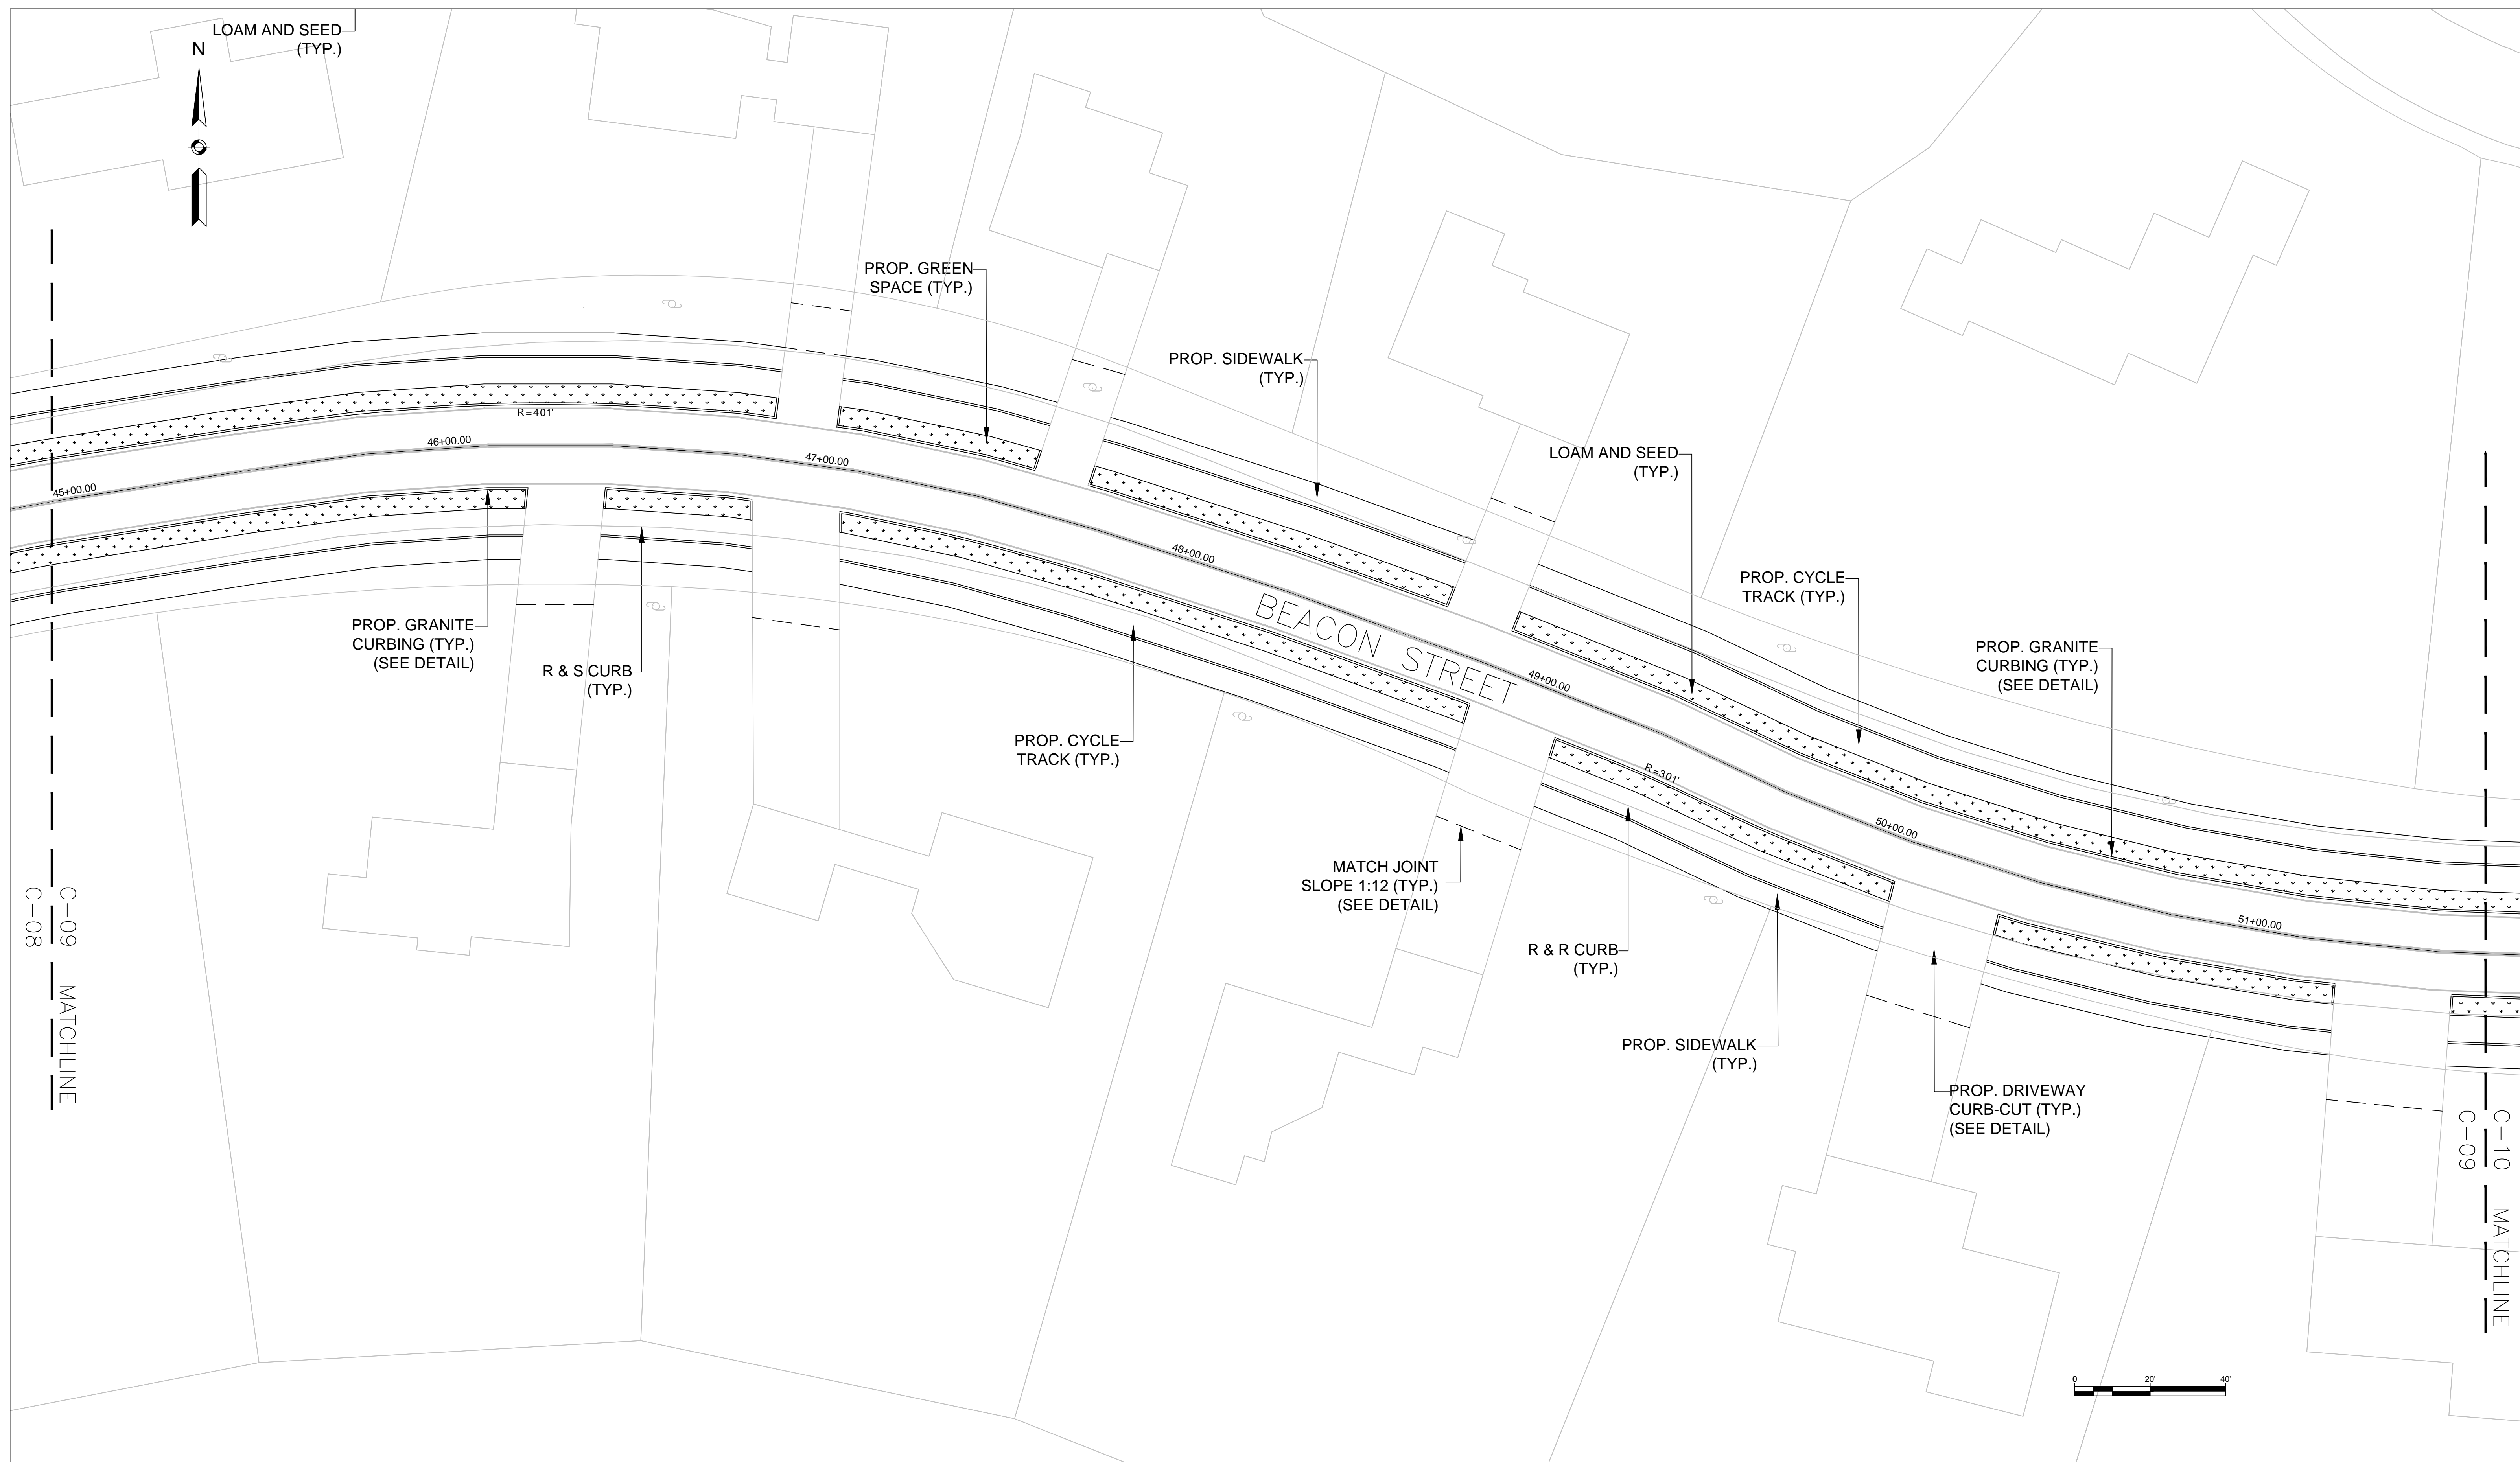 LOAM AND SEED
(TYP.)
N
PROP. GREEN
SPACE (TYP.)
PROP. SIDEWALK
(TYP.)
R=401'
46+00.00
47+00.00
45+00.00
LOAM AND SEED
(TYP.)
48+00.00
PROP. CYCLE
TRACK (TYP.)
BEACON STREET
PROP. GRANITE
CURBING (TYP.)
(SEE DETAIL)
R & S CURB
(TYP.)
49+00.00
PROP. GRANITE
CURBING (TYP.)
(SEE DETAIL)
PROP. CYCLE
TRACK (TYP.)
R=301'
50+00.00
MATCH JOINT
SLOPE 1:12 (TYP.)
(SEE DETAIL)
51+00.00
R & R CURB
(TYP.)
C-09 MATCHLINE
C-08
PROP. SIDEWALK
(TYP.)
PROP. DRIVEWAY
CURB-CUT (TYP.)
(SEE DETAIL)
C-10 MATCHLINE
C-09
0 20' 40'